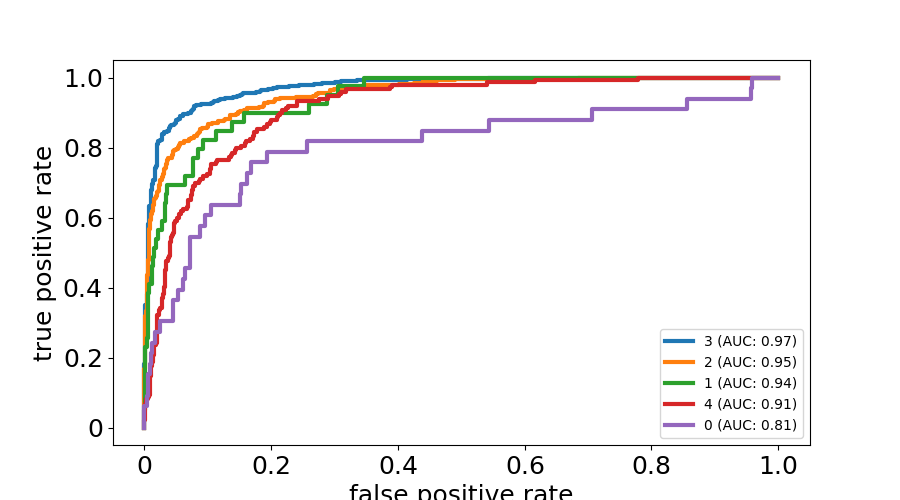 1.0
0.8
0.6
0.4
0.2
0
true positive rate
3 (AUC: 0.97)
2 (AUC: 0.95)
1 (AUC: 0.94)
4 (AUC: 0.91)
0 (AUC: 0.81)
0 0.2 0.4 0.6 0.8 1.0
false positive rate